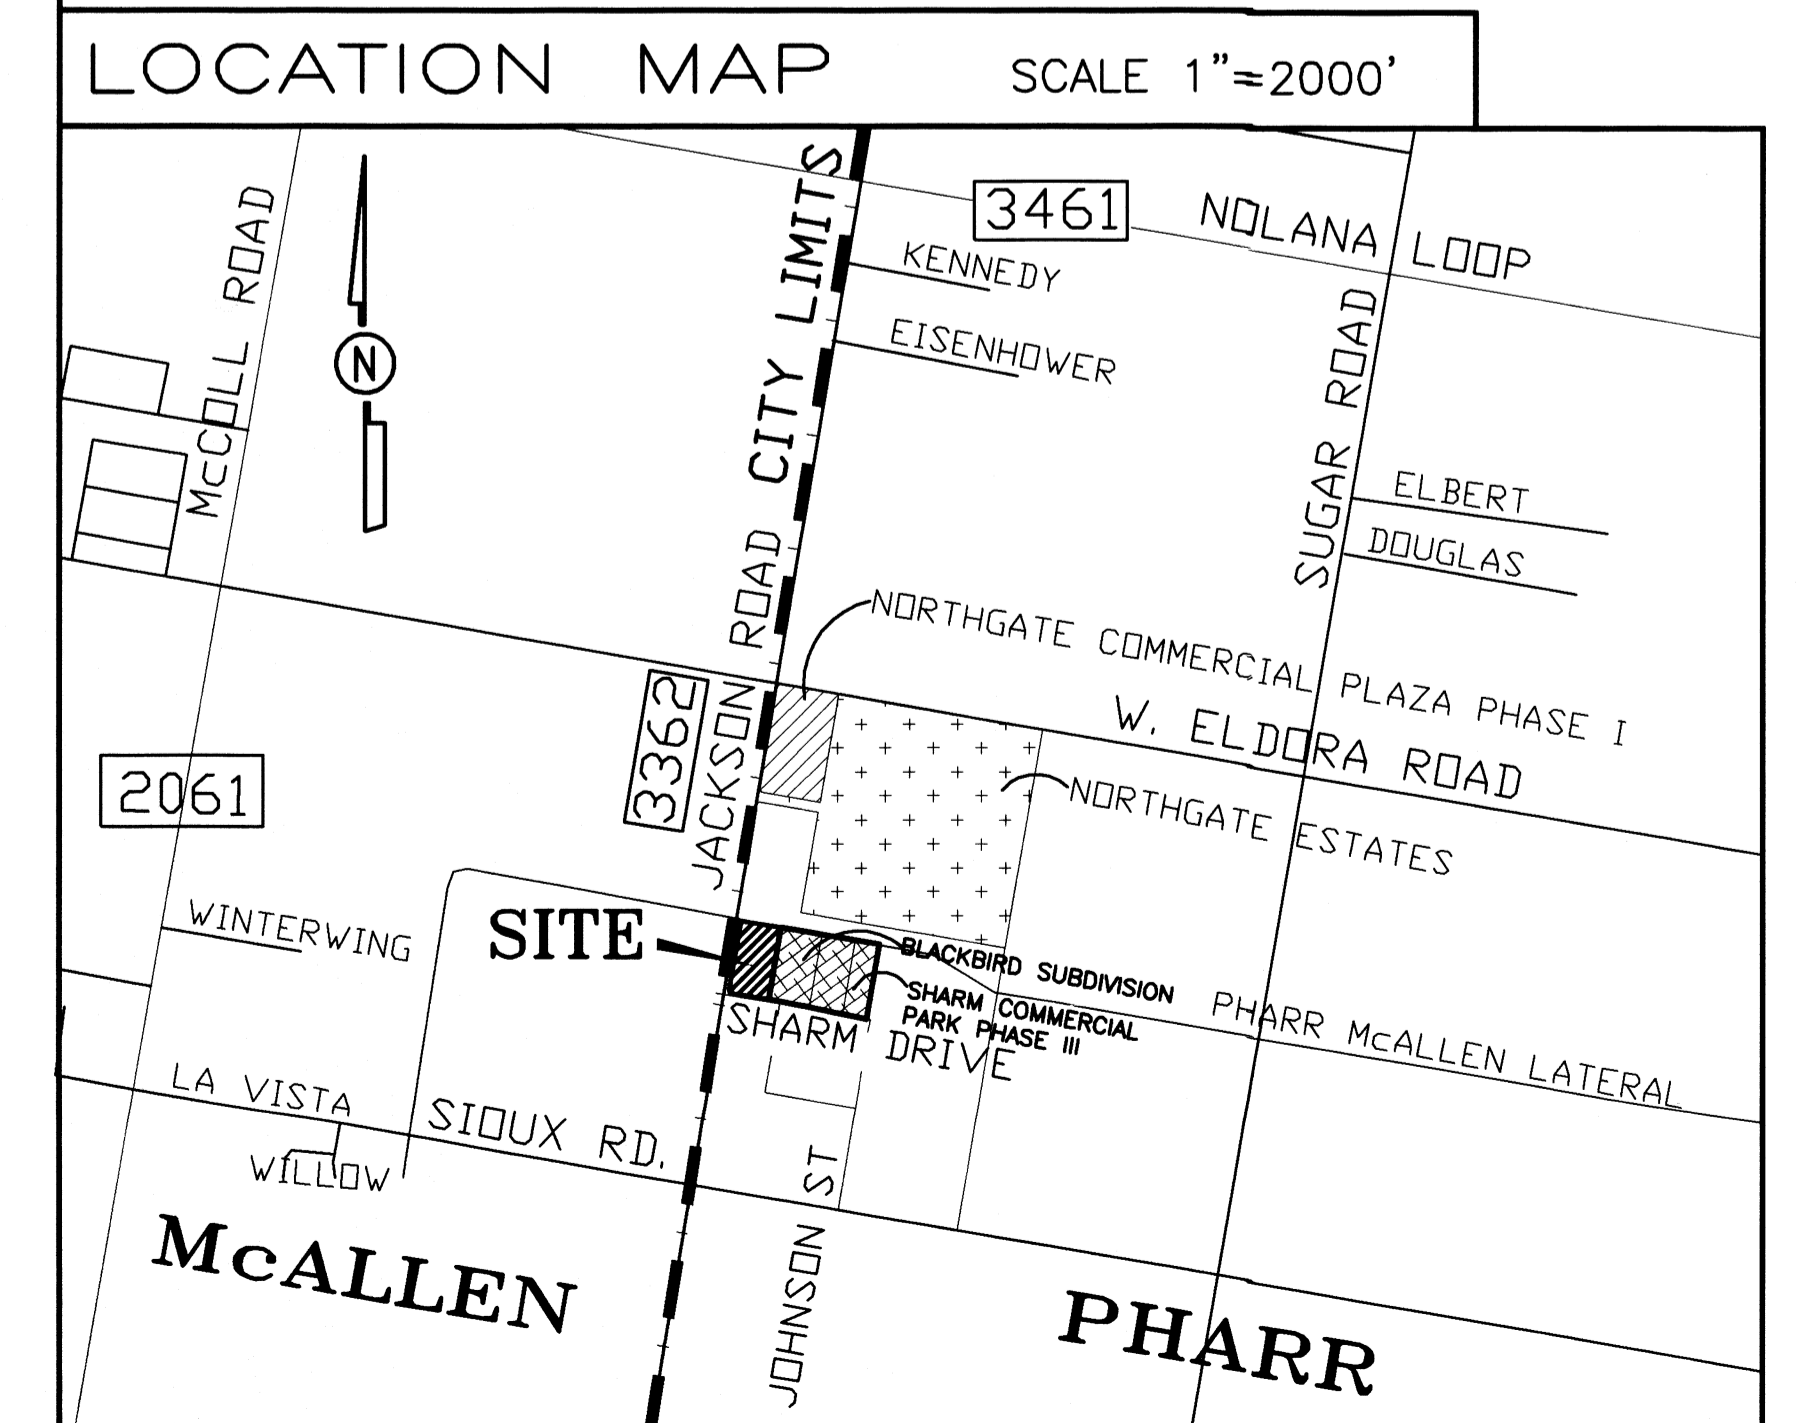 LOCATION MAP SCALE 1"=2000'
3461
NOLANA LOOP
KENNEDY
EISENHOWER
McCOLL ROAD
N
CITY LIMITS
JACKSON ROAD
SUGAR ROAD
ELBERT
DOUGLAS
NORTHGATE COMMERCIAL PLAZA PHASE I
W. ELDORA ROAD
3362
2061
NORTHGATE ESTATES
WINTERWING
SITE
BLACKBIRD SUBDIVISION
SHARM COMMERCIAL
PARK PHASE III
PHARR McALLEN LATERAL
SHARM DRIVE
LA VISTA
SIOUX RD.
WILLOW
JOHNSON ST
McALLEN
PHARR